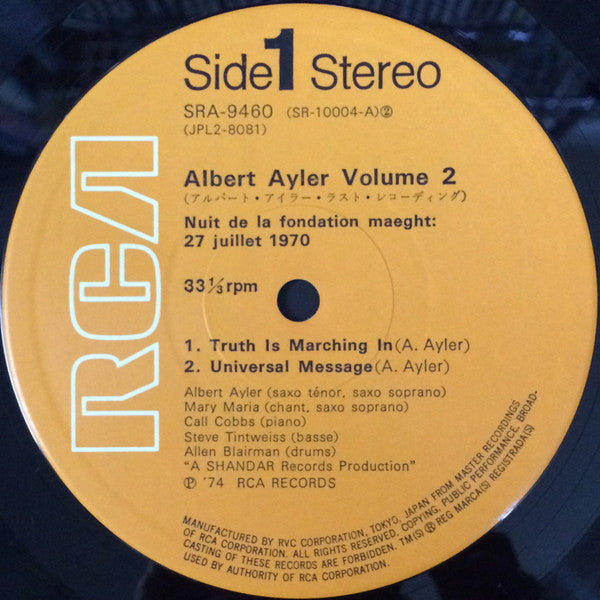 RCA
Side 1 Stereo
SRA-9460 (SR-10004-A)②
(JPL2-8081)
Albert Ayler Volume 2
(アルバート・アイラー・ラスト・レコーディング)
Nuit de la fondation maeght:
27 juillet 1970
33⅓rpm
1. Truth Is Marching In(A. Ayler)
2. Universal Message(A. Ayler)
Albert Ayler (saxo ténor, saxo soprano)
Mary Maria (chant, saxo soprano)
Call Cobbs (piano)
Steve Tintweiss (basse)
Allen Blairman (drums)
"A SHANDAR Records Production"
Ⓟ '74 RCA RECORDS
MANUFACTURED BY RVC CORPORATION, TOKYO, JAPAN FROM MASTER RECORDINGS
OF RCA CORPORATION. ALL RIGHTS RESERVED, COPYING, PUBLIC PERFORMANCE, BROAD-
CASTING OF THESE RECORDS ARE FORBIDDEN. TM(S) ® REG MARCA(S) REGISTRADA(S)
USED BY AUTHORITY OF RCA CORPORATION.